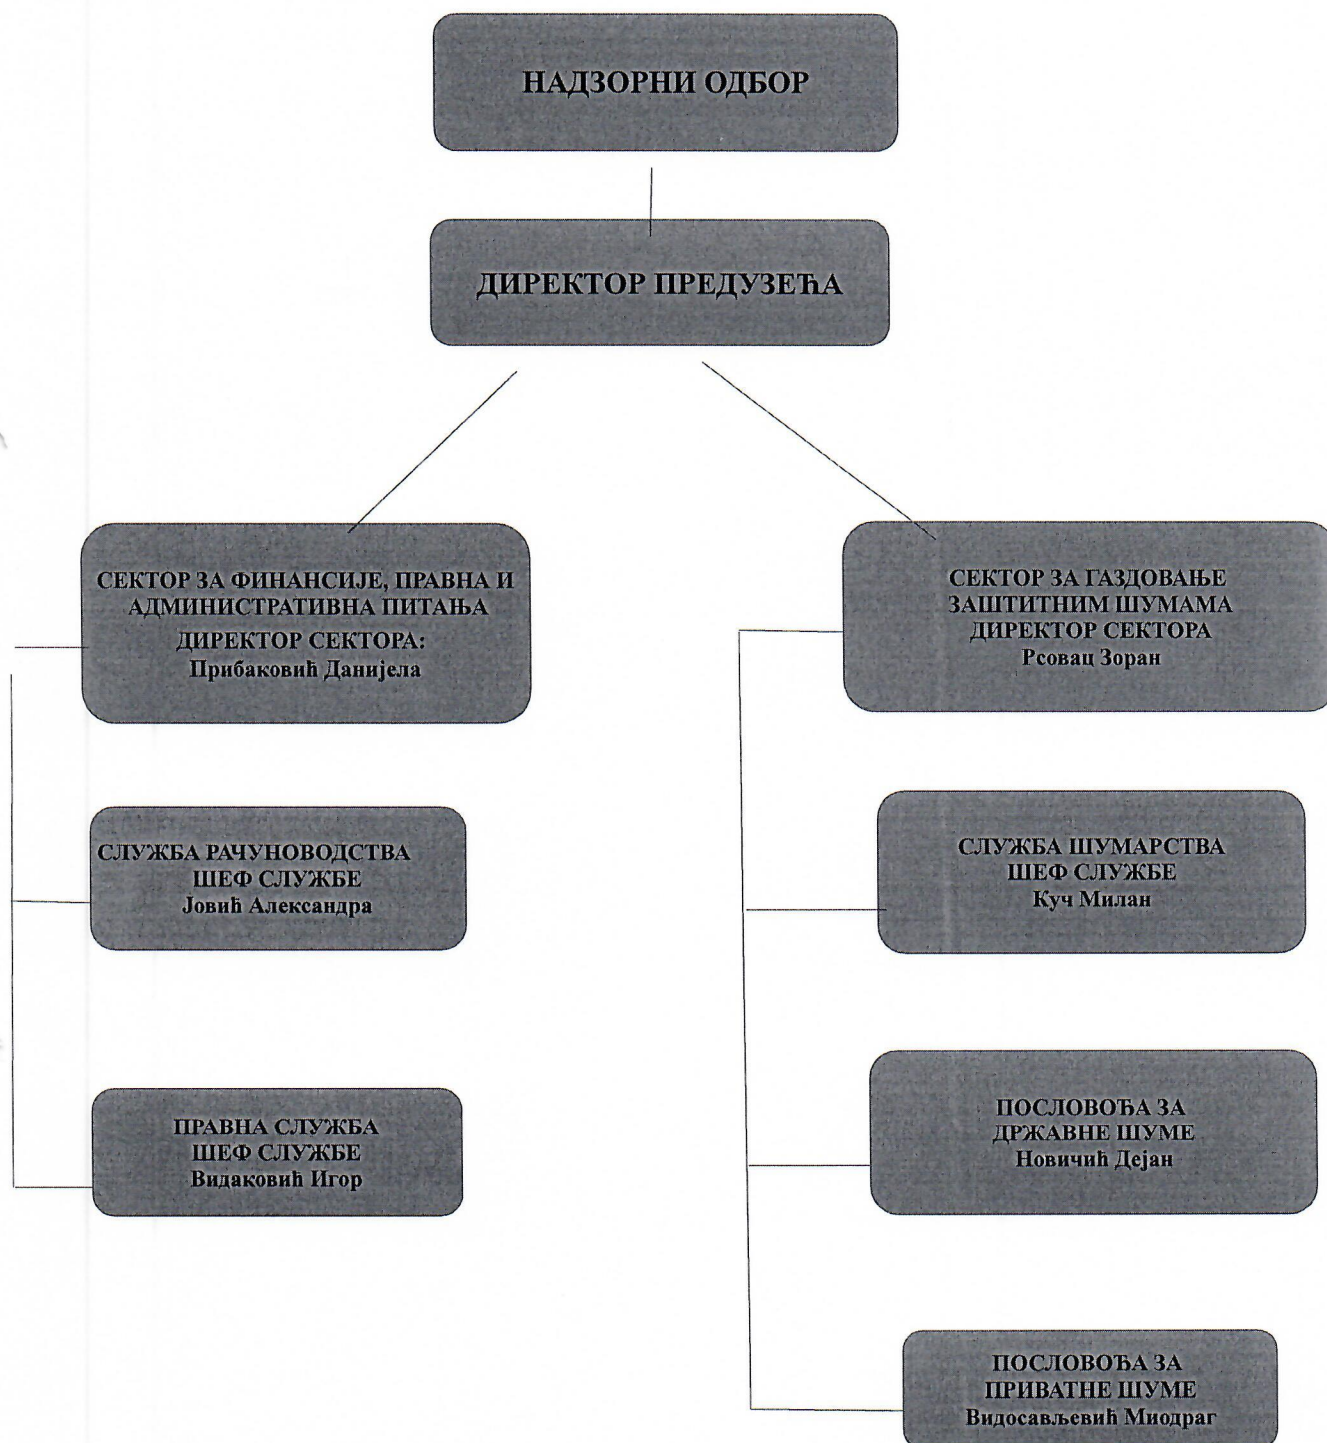 НАДЗОРНИ ОДБОР
ДИРЕКТОР ПРЕДУЗЕЋА
СЕКТОР ЗА ФИНАНСИЈЕ, ПРАВНА И
АДМИНИСТРАТИВНА ПИТАЊА
ДИРЕКТОР СЕКТОРА:
Прибаковић Данијела
СЛУЖБА РАЧУНОВОДСТВА
ШЕФ СЛУЖБЕ
Јовић Александра
ПРАВНА СЛУЖБА
ШЕФ СЛУЖБЕ
Видаковић Игор
СЕКТОР ЗА ГАЗДОВАЊЕ
ЗАШТИТНИМ ШУМАМА
ДИРЕКТОР СЕКТОРА
Рсовац Зоран
СЛУЖБА ШУМАРСТВА
ШЕФ СЛУЖБЕ
Куч Милан
ПОСЛОВОЂА ЗА
ДРЖАВНЕ ШУМЕ
Новичић Дејан
ПОСЛОВОЂА ЗА
ПРИВАТНЕ ШУМЕ
Видосављевић Миодраг